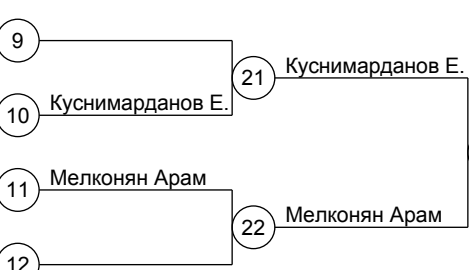 9
21 Куснимарданов Е.
10 Куснимарданов Е.
11 Мелконян Арам
22 Мелконян Арам
12